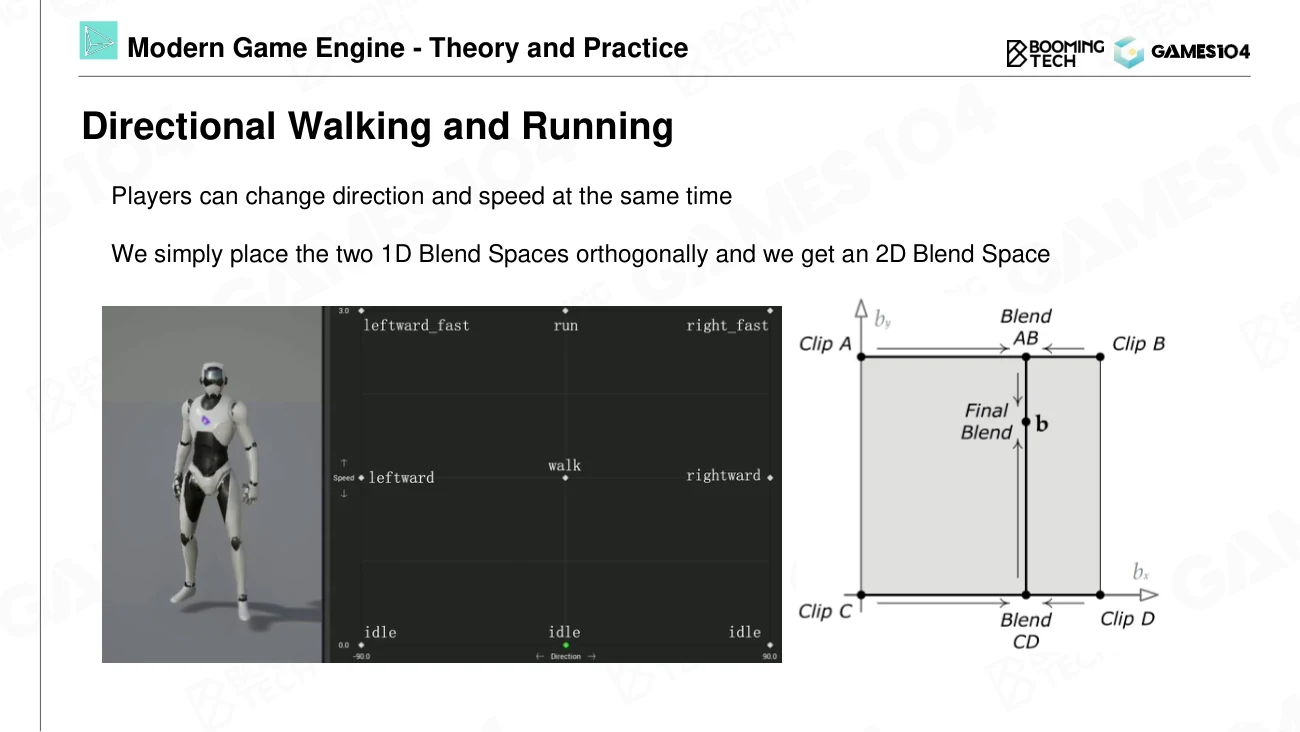 Modern Game Engine - Theory and Practice
BOOMING
TECH
GAMES104
Directional Walking and Running
Players can change direction and speed at the same time
We simply place the two 1D Blend Spaces orthogonally and we get an 2D Blend Space
3.0
leftward_fast run right_fast
walk
Speed leftward rightward
idle idle idle
0.0
-90.0 Direction 90.0
by
Blend
AB
Clip A Clip B
Final
Blend b
bx
Clip C Blend
CD Clip D